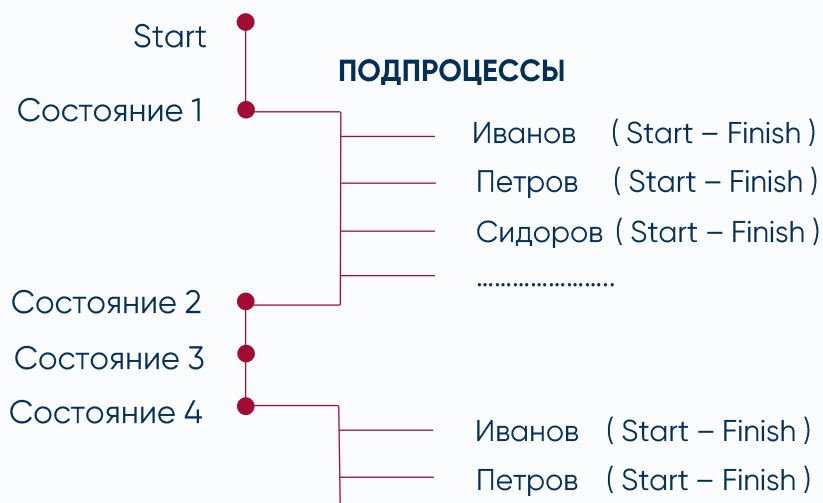 Start
ПОДПРОЦЕССЫ
Состояние 1
Иванов ( Start – Finish )
Петров ( Start – Finish )
Сидоров ( Start – Finish )
……………………..
Состояние 2
Состояние 3
Состояние 4
Иванов ( Start – Finish )
Петров ( Start – Finish )